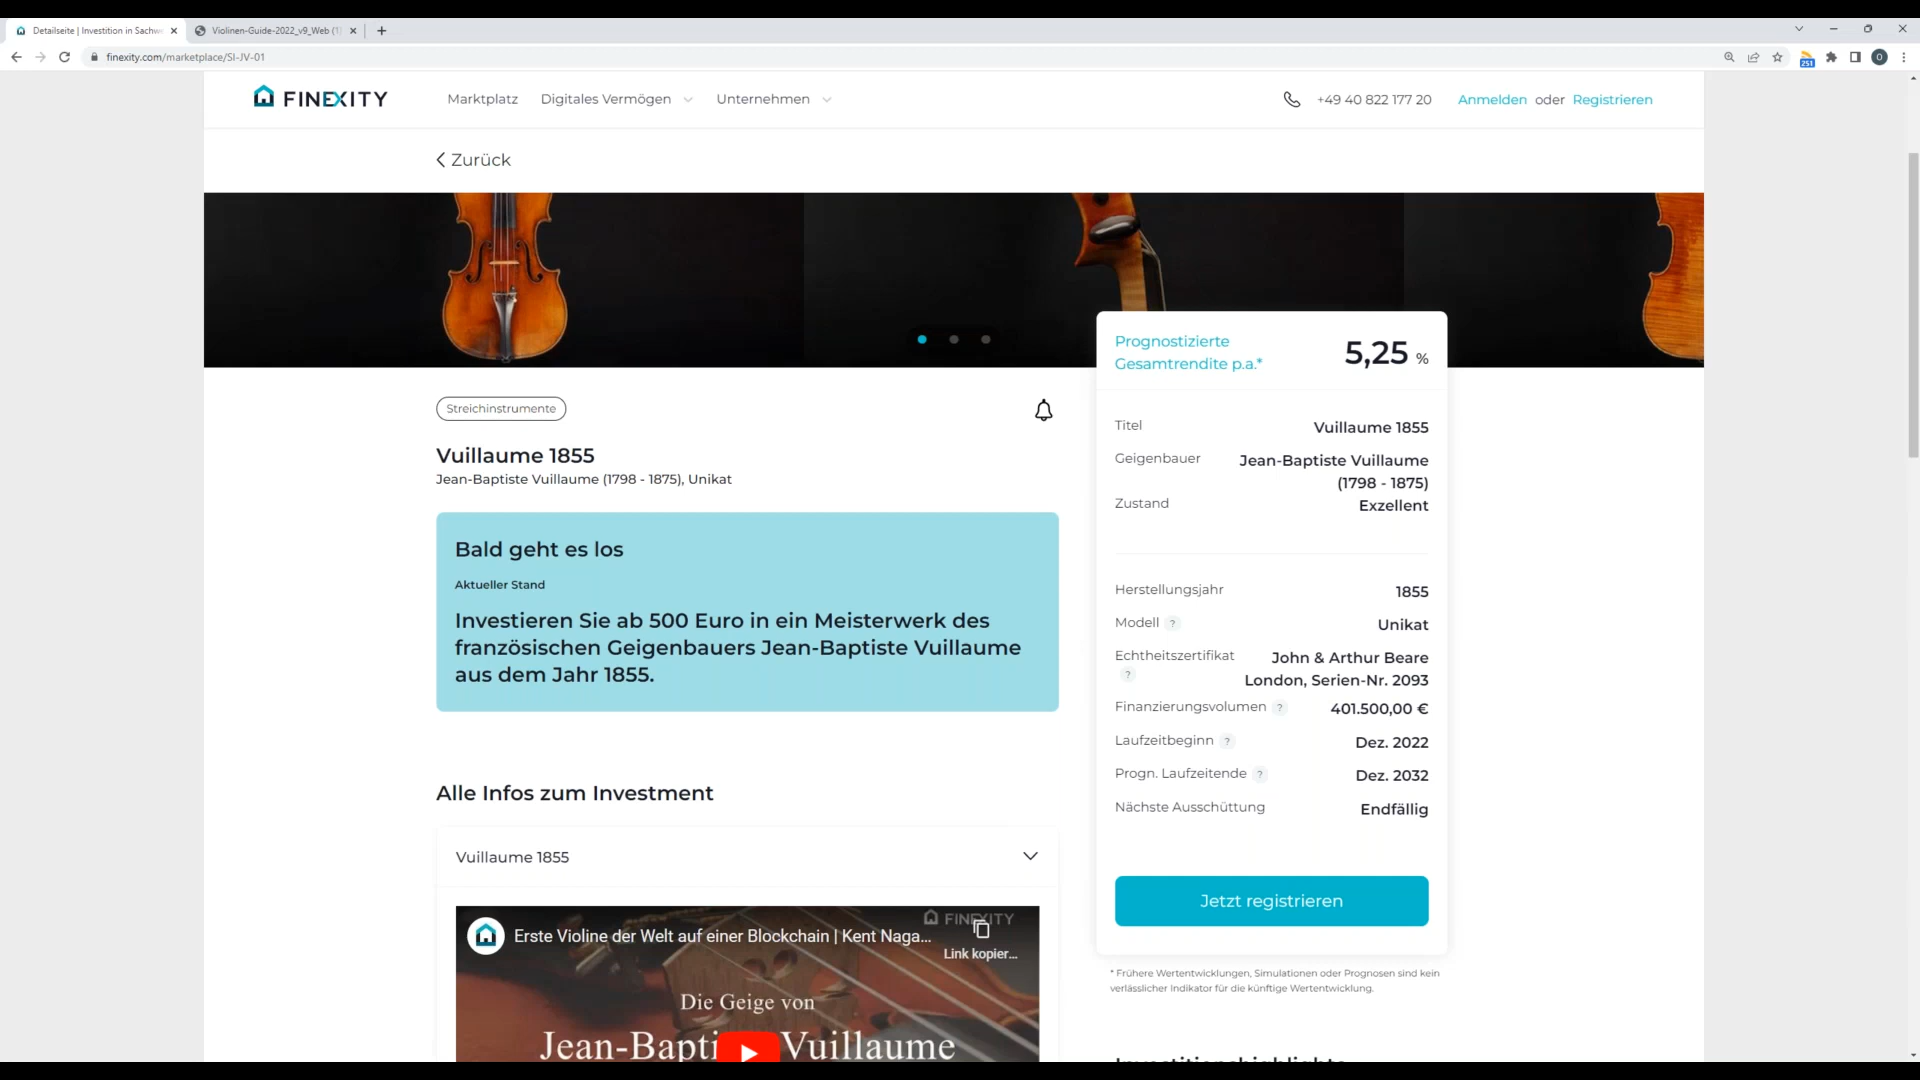 Detailseite | Investition in Sachwe
Violinen-Guide-2022_v9_Web (1)
finexity.com/marketplace/SI-JV-01
251
O
FINEXITY
Marktplatz
Digitales Vermögen
Unternehmen
+49 40 822 177 20
Anmelden oder Registrieren
Zurück
Prognostizierte
Gesamtrendite p.a.*
5,25 %
Streichinstrumente
Vuillaume 1855
Jean-Baptiste Vuillaume (1798 - 1875), Unikat
Bald geht es los
Aktueller Stand
Investieren Sie ab 500 Euro in ein Meisterwerk des
französischen Geigenbauers Jean-Baptiste Vuillaume
aus dem Jahr 1855.
Titel Vuillaume 1855
Geigenbauer Jean-Baptiste Vuillaume
(1798 - 1875)
Zustand Exzellent
Herstellungsjahr 1855
Modell ? Unikat
Echtheitszertifikat John & Arthur Beare
? London, Serien-Nr. 2093
Finanzierungsvolumen ? 401.500,00 €
Laufzeitbeginn ? Dez. 2022
Progn. Laufzeitende ? Dez. 2032
Nächste Ausschüttung Endfällig
Jetzt registrieren
* Frühere Wertentwicklungen, Simulationen oder Prognosen sind kein
verlässlicher Indikator für die künftige Wertentwicklung.
Alle Infos zum Investment
Vuillaume 1855
FINEXITY
Erste Violine der Welt auf einer Blockchain | Kent Naga...
Link kopier...
Die Geige von
Jean-Bapti Vuillaume
Investitionshighlights